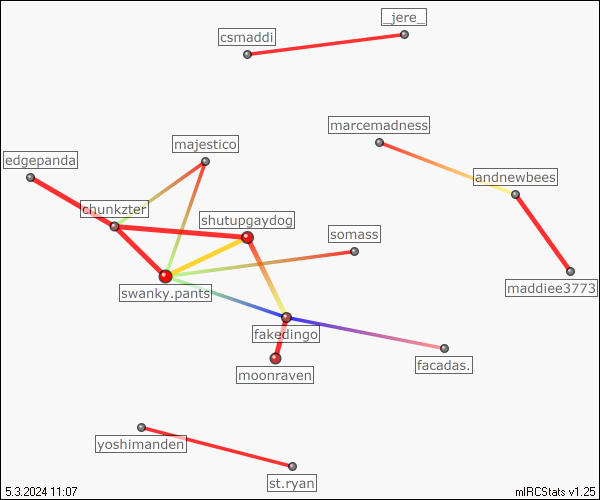 _jere_
csmaddi
marcemadness
majestico
edgepanda
andnewbees
chunkzter
shutupgaydog
somass
maddiee3773
swanky.pants
fakedingo
facadas.
moonraven
yoshimanden
st.ryan
5.3.2024 11:07
mIRCStats v1.25